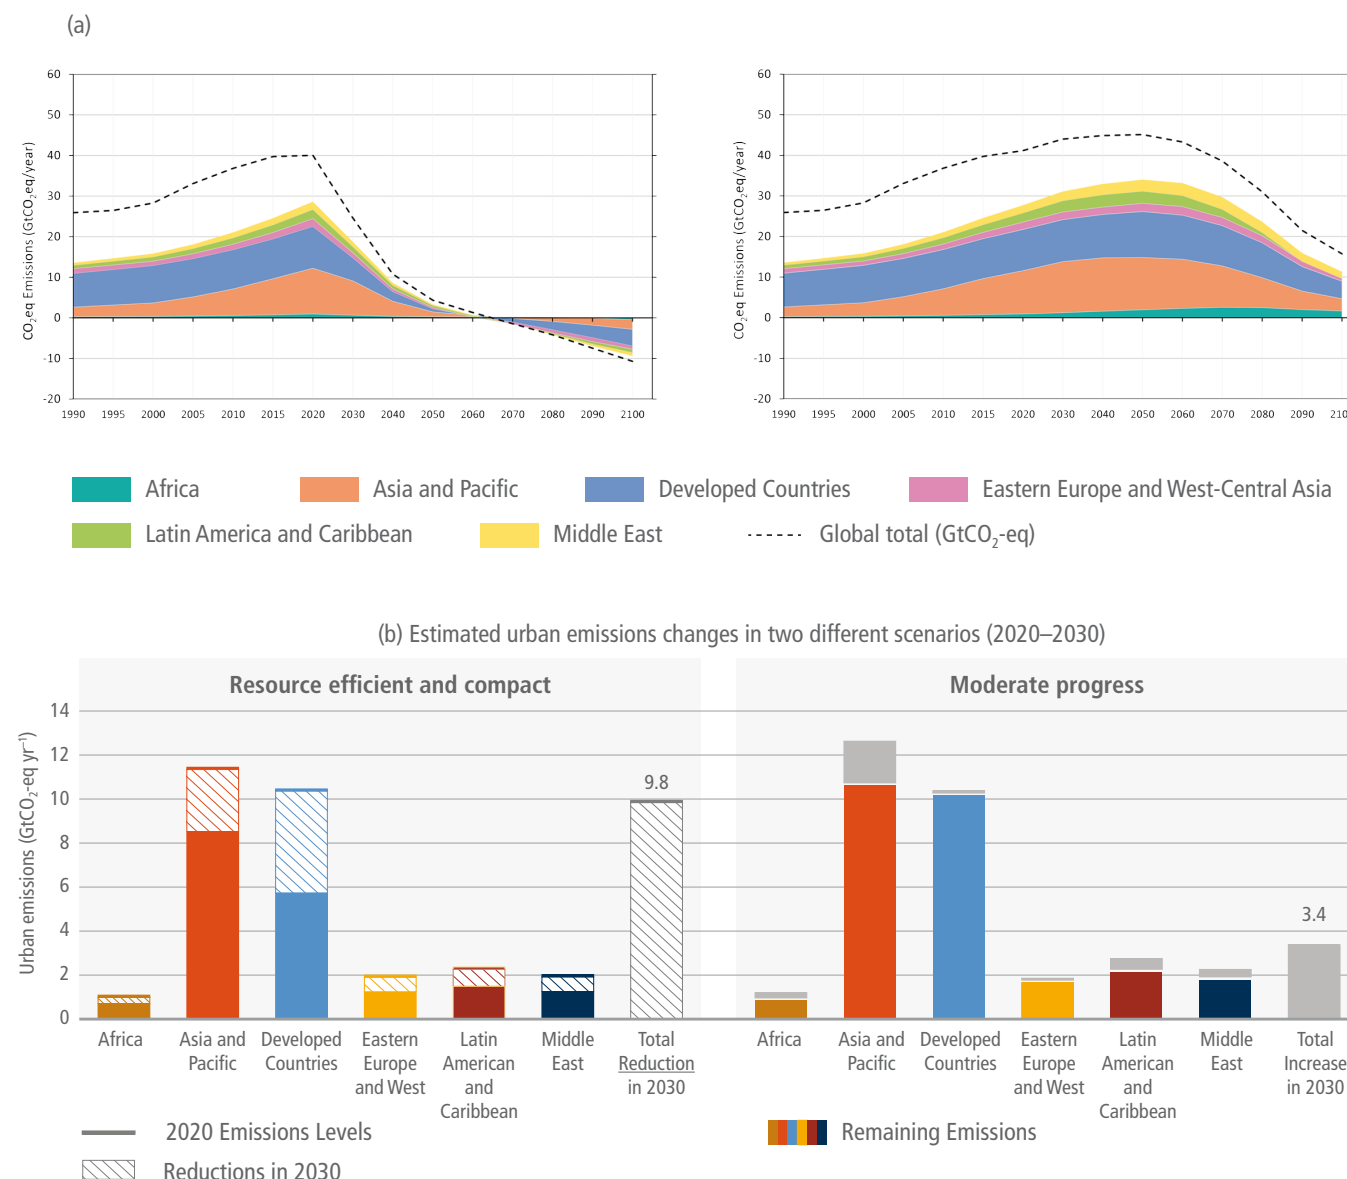 (a)
60
50
40
30
20
10
0
-10
-20
CO₂eq Emissions (GtCO₂eq/year)
1990 1995 2000 2005 2010 2015 2020 2030 2040 2050 2060 2070 2080 2090 2100
60
50
40
30
20
10
0
-10
-20
CO₂eq Emissions (GtCO₂eq/year)
1990 1995 2000 2005 2010 2015 2020 2030 2040 2050 2060 2070 2080 2090 210
Africa Asia and Pacific Developed Countries Eastern Europe and West-Central Asia
Latin America and Caribbean Middle East Global total (GtCO₂-eq)
(b) Estimated urban emissions changes in two different scenarios (2020–2030)
Resource efficient and compact
Moderate progress
Urban emissions (GtCO₂-eq yr⁻¹)
14
12
10
8
6
4
2
0
9.8
3.4
Africa
Asia and
Pacific
Developed
Countries
Eastern
Europe
and West
Latin
American
and
Caribbean
Middle
East
Total
Reduction
in 2030
Africa
Asia and
Pacific
Developed
Countries
Eastern
Europe
and West
Latin
American
and
Caribbean
Middle
East
Total
Increase
in 2030
2020 Emissions Levels
Remaining Emissions
Reductions in 2030